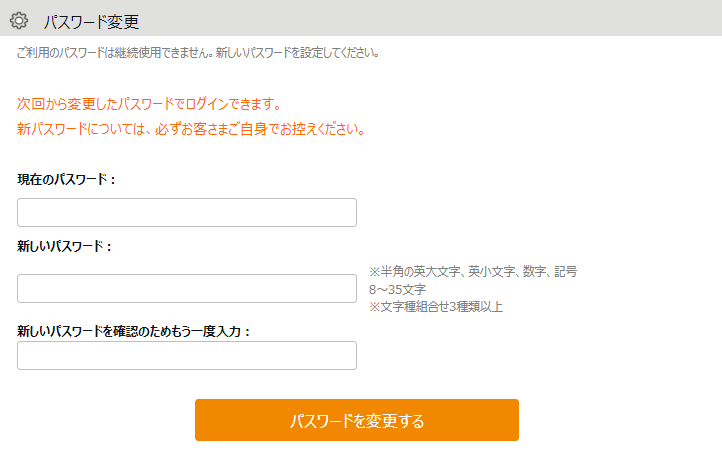 パスワード変更
ご利用のパスワードは継続使用できません。新しいパスワードを設定してください。
次回から変更したパスワードでログインできます。
新パスワードについては、必ずお客さまご自身でお控えください。
現在のパスワード：
新しいパスワード：
※半角の英大文字、英小文字、数字、記号
8～35文字
※文字種組合せ3種類以上
新しいパスワードを確認のためもう一度入力：
パスワードを変更する